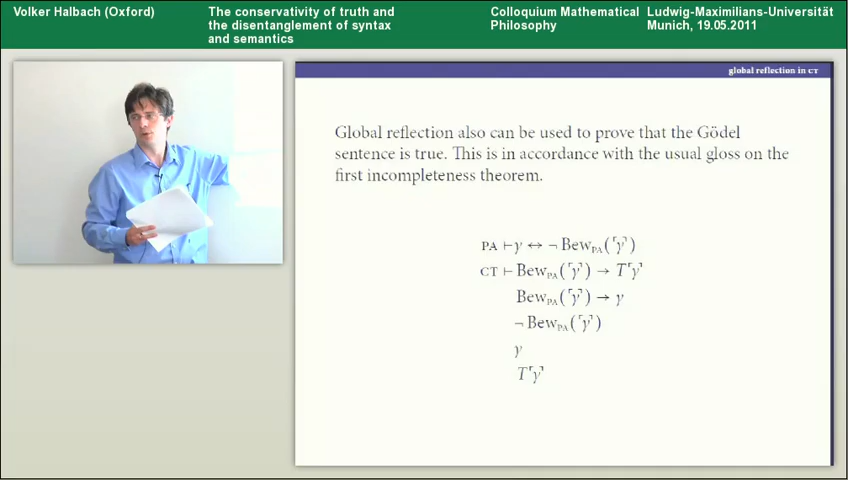 Volker Halbach (Oxford)
The conservativity of truth and
the disentanglement of syntax
and semantics
Colloquium Mathematical
Philosophy
Ludwig-Maximilians-Universität
Munich, 19.05.2011
global reflection in CT
Global reflection also can be used to prove that the Gödel
sentence is true. This is in accordance with the usual gloss on the
first incompleteness theorem.
PA ⊢ γ ↔ ¬ Bew_PA(⌜γ⌝)
CT ⊢ Bew_PA(⌜γ⌝) → T⌜γ⌝
Bew_PA(⌜γ⌝) → γ
¬ Bew_PA(⌜γ⌝)
γ
T⌜γ⌝